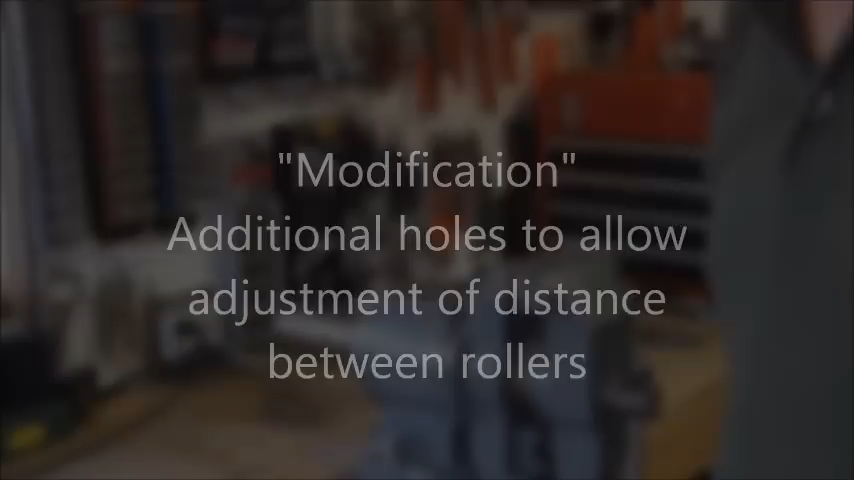 "Modification"
Additional holes to allow
adjustment of distance
between rollers